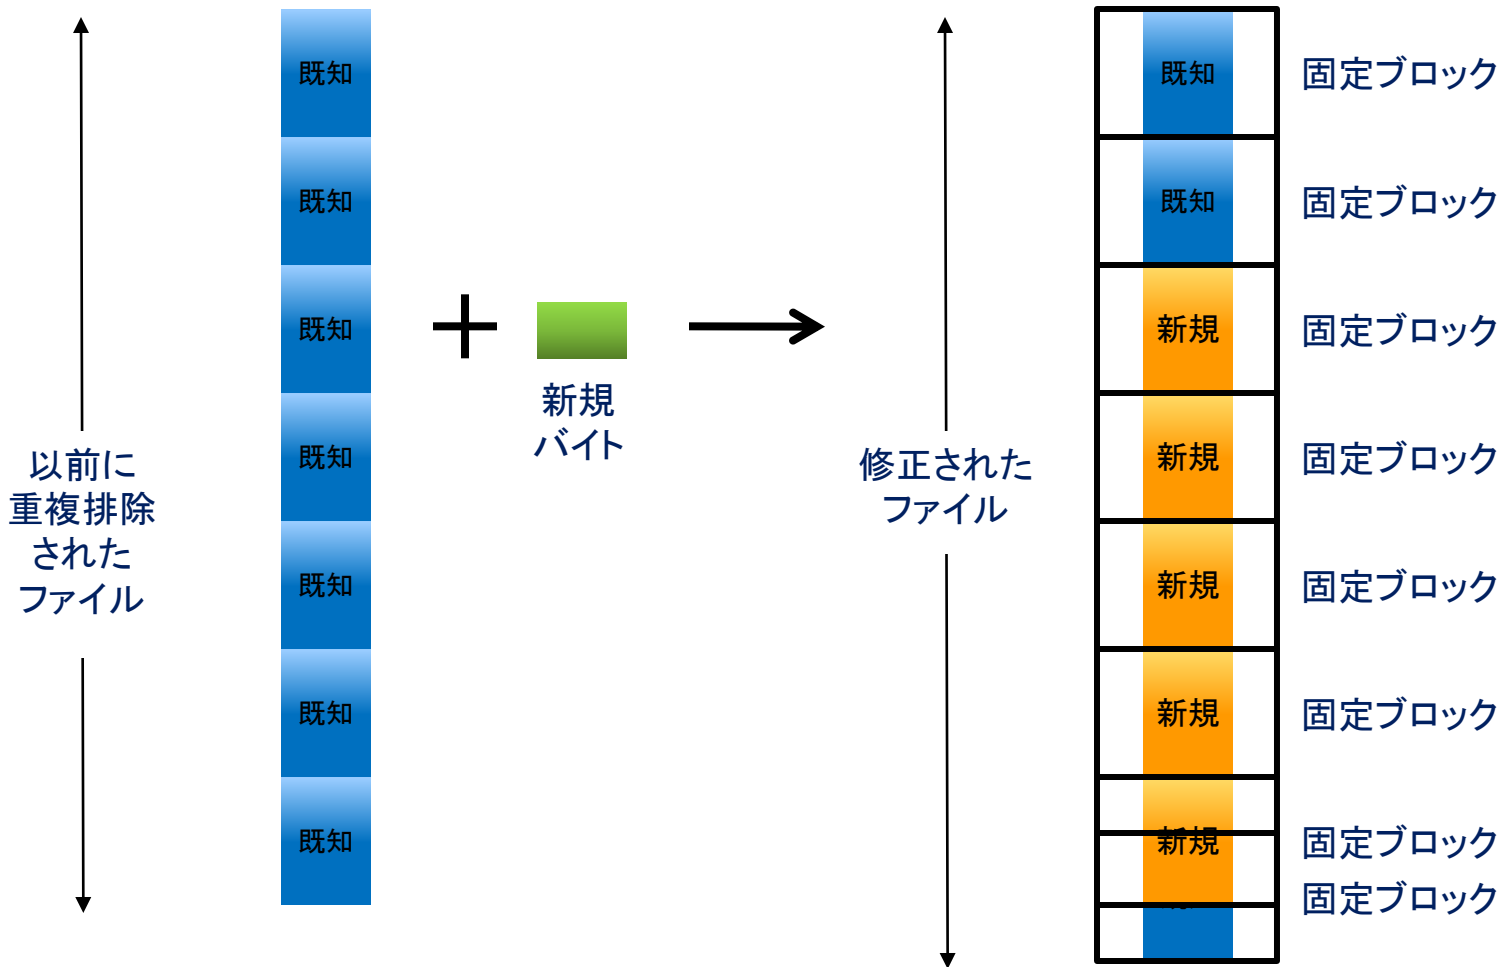 以前に
重複排除
された
ファイル
既知
既知
既知
既知
既知
既知
既知
新規
バイト
修正された
ファイル
既知
既知
新規
新規
新規
新規
新規
固定ブロック
固定ブロック
固定ブロック
固定ブロック
固定ブロック
固定ブロック
固定ブロック
固定ブロック